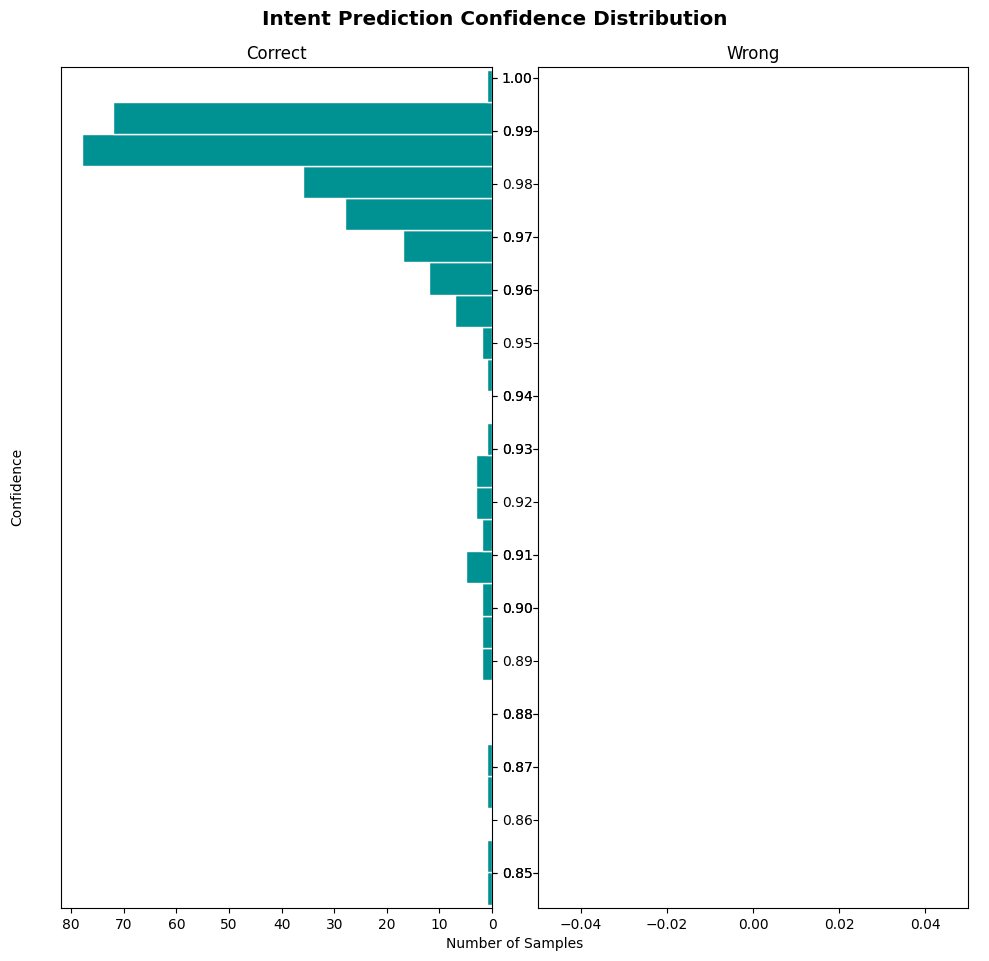 Intent Prediction Confidence Distribution
Correct
Wrong
1.00
0.99
0.98
0.97
0.96
0.95
0.94
0.93
0.92
0.91
0.90
0.89
0.88
0.87
0.86
0.85
Confidence
80 70 60 50 40 30 20 10 0
−0.04 −0.02 0.00 0.02 0.04
Number of Samples